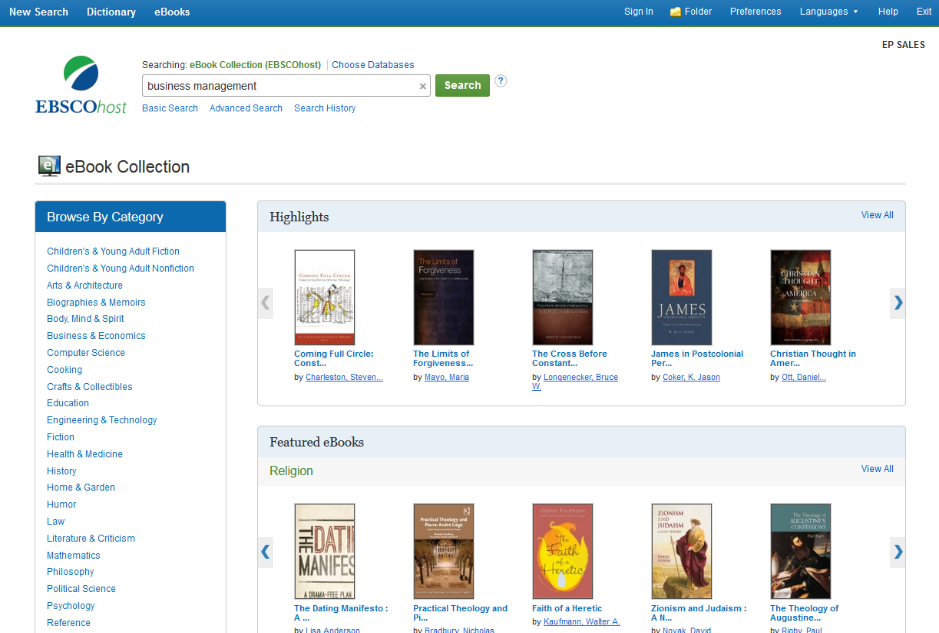 New Search Dictionary eBooks Sign In Folder Preferences Languages Help Exit
EP SALES
Searching: eBook Collection (EBSCOhost) Choose Databases
business management × Search ?
EBSCOhost
Basic Search Advanced Search Search History
eBook Collection
Browse By Category
Children's & Young Adult Fiction
Children's & Young Adult Nonfiction
Arts & Architecture
Biographies & Memoirs
Body, Mind & Spirit
Business & Economics
Computer Science
Cooking
Crafts & Collectibles
Education
Engineering & Technology
Fiction
Health & Medicine
History
Home & Garden
Humor
Law
Literature & Criticism
Mathematics
Philosophy
Political Science
Psychology
Reference
Highlights View All
COMING FULL CIRCLE
The Limits of
Forgiveness
JAMES
CHRISTIAN
THOUGHT
IN
AMERICA
Coming Full Circle:
Const...
by Charleston, Steven...
The Limits of
Forgiveness...
by Mayo, Maria
The Cross Before
Constant...
by Longenecker, Bruce
W.
James in Postcolonial
Per...
by Coker, K. Jason
Christian Thought in
Amer...
by Ott, Daniel...
Featured eBooks
Religion View All
THE DATING
MANIFESTO
A DRAMA-FREE PLAN
Practical Theology and
Pierre-André Liégé
Walter Kaufmann
The
Faith
of a
Heretic
ZIONISM
AND
JUDAISM
The Theology of
AUGUSTINE'S
CONFESSIONS
The Dating Manifesto :
A ...
by Lisa Anderson
Practical Theology and
Pi...
by Bradbury, Nicholas
Faith of a Heretic
by Kaufmann, Walter A.
Zionism and Judaism :
A N...
by Novak, David
The Theology of
Augustine...
by Rigby, Paul